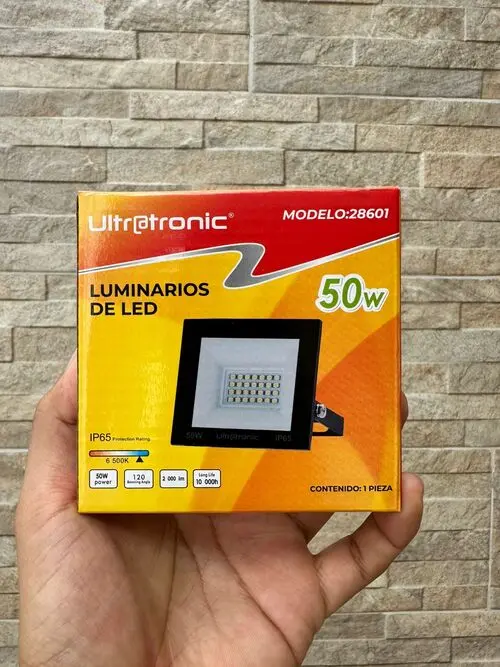 Ultr@tronic®
MODELO:28601
LUMINARIOS
DE LED
50w
50W Ultr@tronic IP65
IP65 Protection Rating
6 500K
50W
power
120
Beaming Angle
2 000 lm
Long Life
10 000h
CONTENIDO: 1 PIEZA